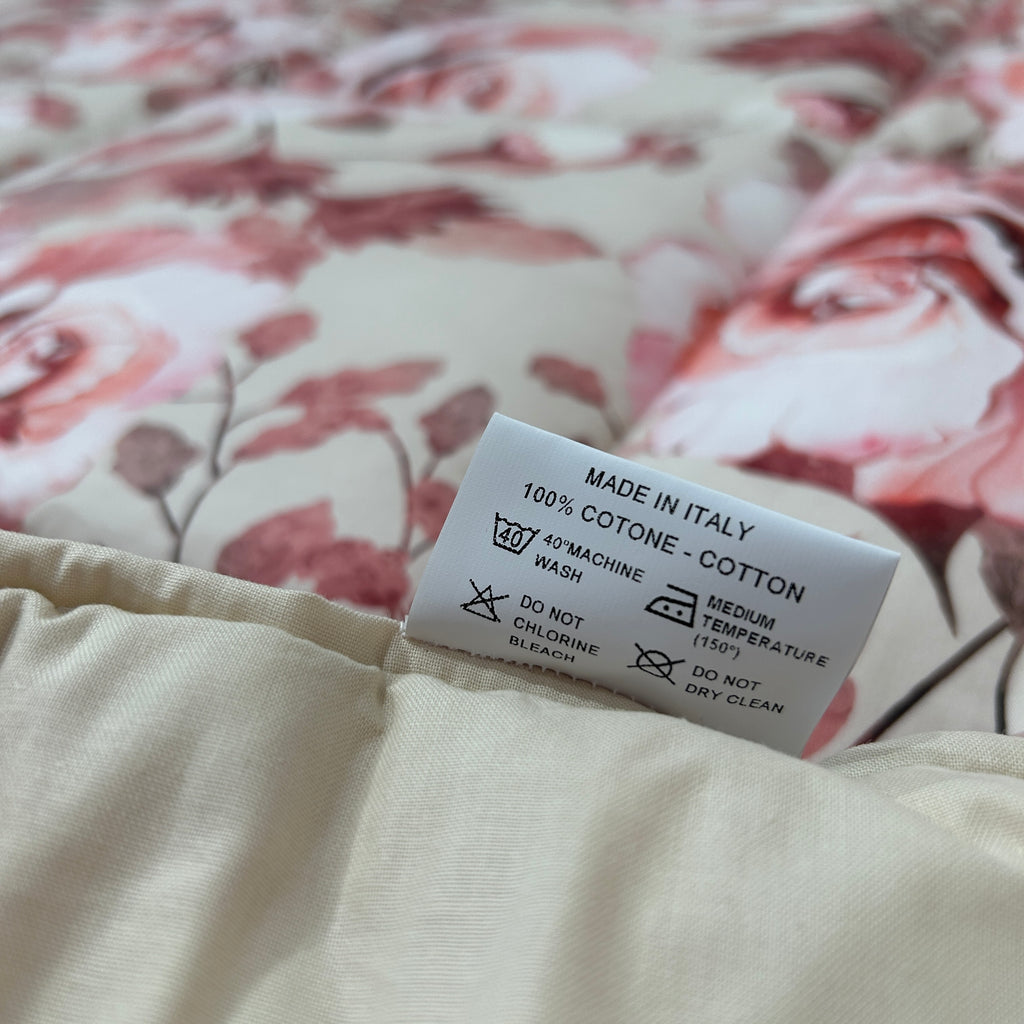 MADE IN ITALY
100% COTONE - COTTON
40 40°MACHINE
WASH
DO NOT
CHLORINE
BLEACH
MEDIUM
TEMPERATURE
(150°)
DO NOT
DRY CLEAN